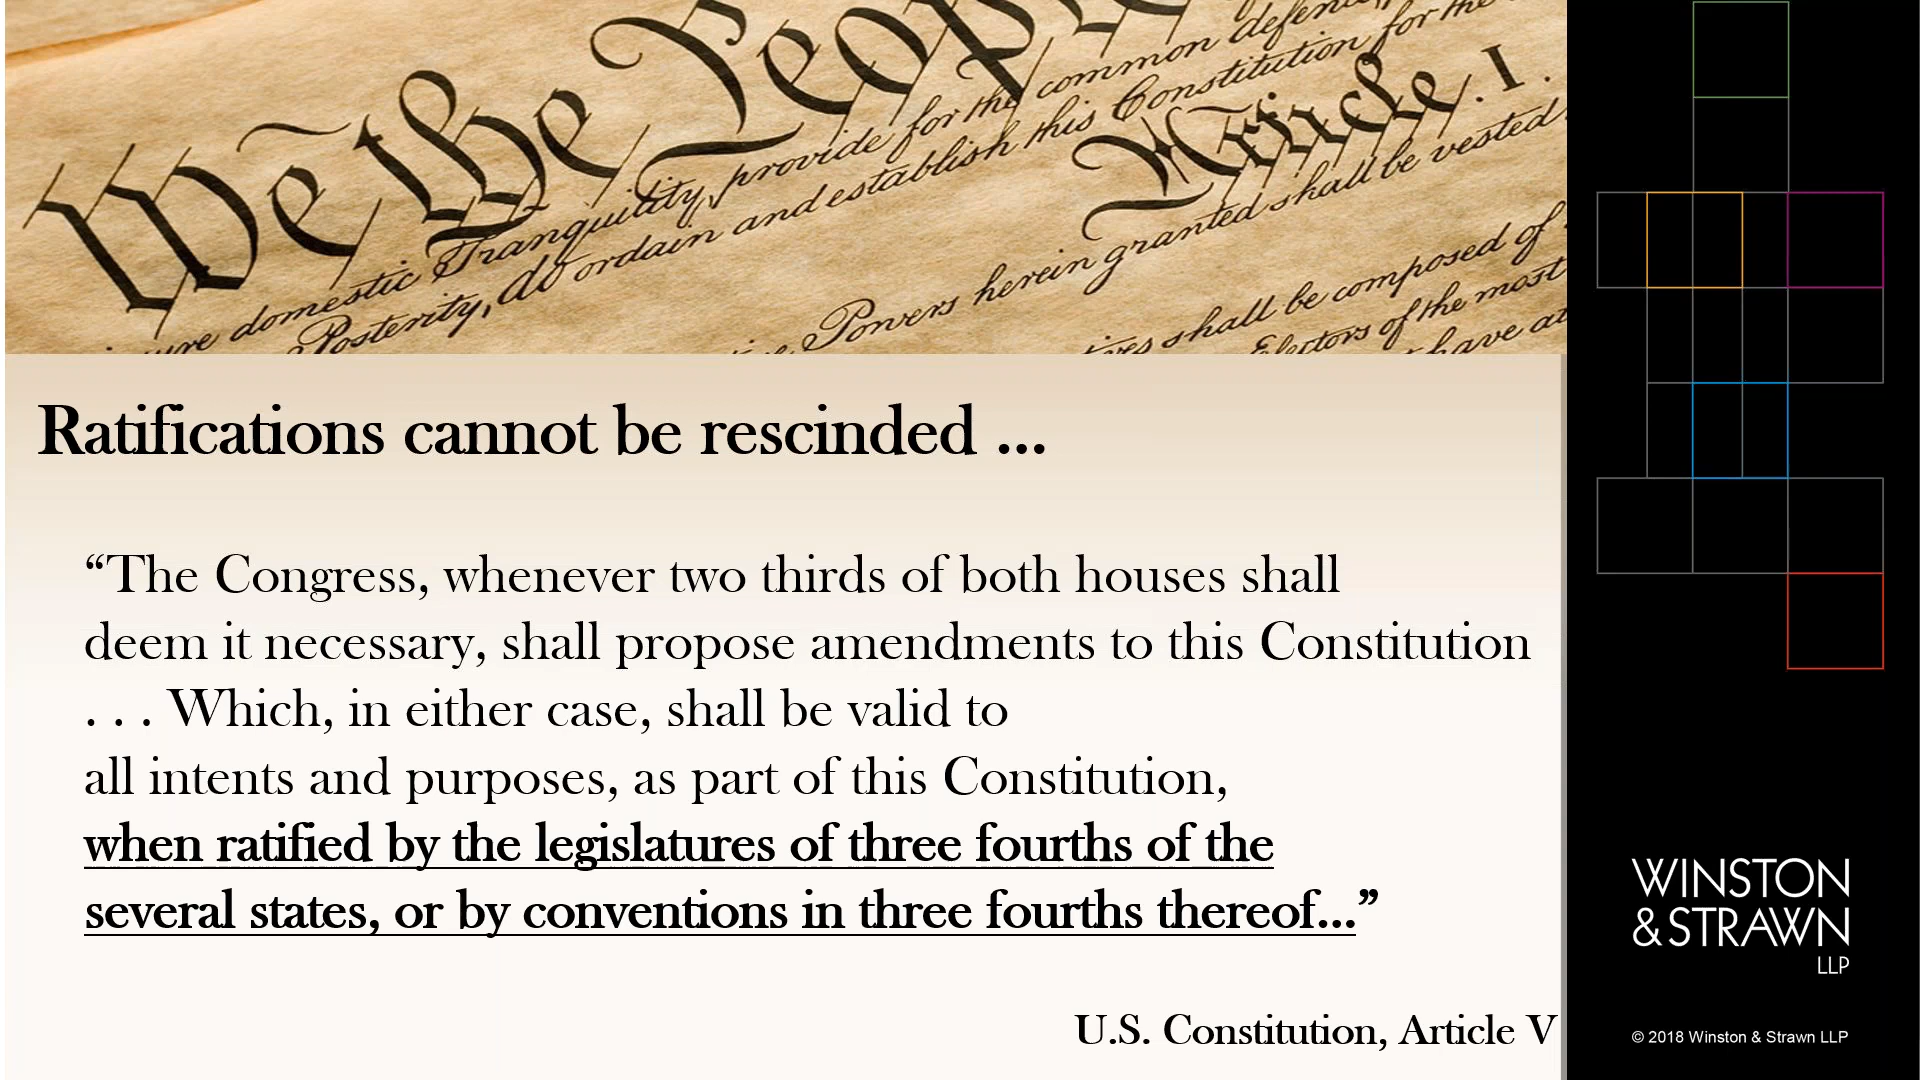 We the People
common defence,
provide for the
Constitution for the
domestic Tranquility,
Posterity, do ordain and establish this
Article. I.
Powers herein granted shall be vested
shall be composed of
Electors of the most
have
Ratifications cannot be rescinded ...
“The Congress, whenever two thirds of both houses shall
deem it necessary, shall propose amendments to this Constitution
. . . Which, in either case, shall be valid to
all intents and purposes, as part of this Constitution,
when ratified by the legislatures of three fourths of the
several states, or by conventions in three fourths thereof...”
U.S. Constitution, Article V
WINSTON
& STRAWN
LLP
© 2018 Winston & Strawn LLP